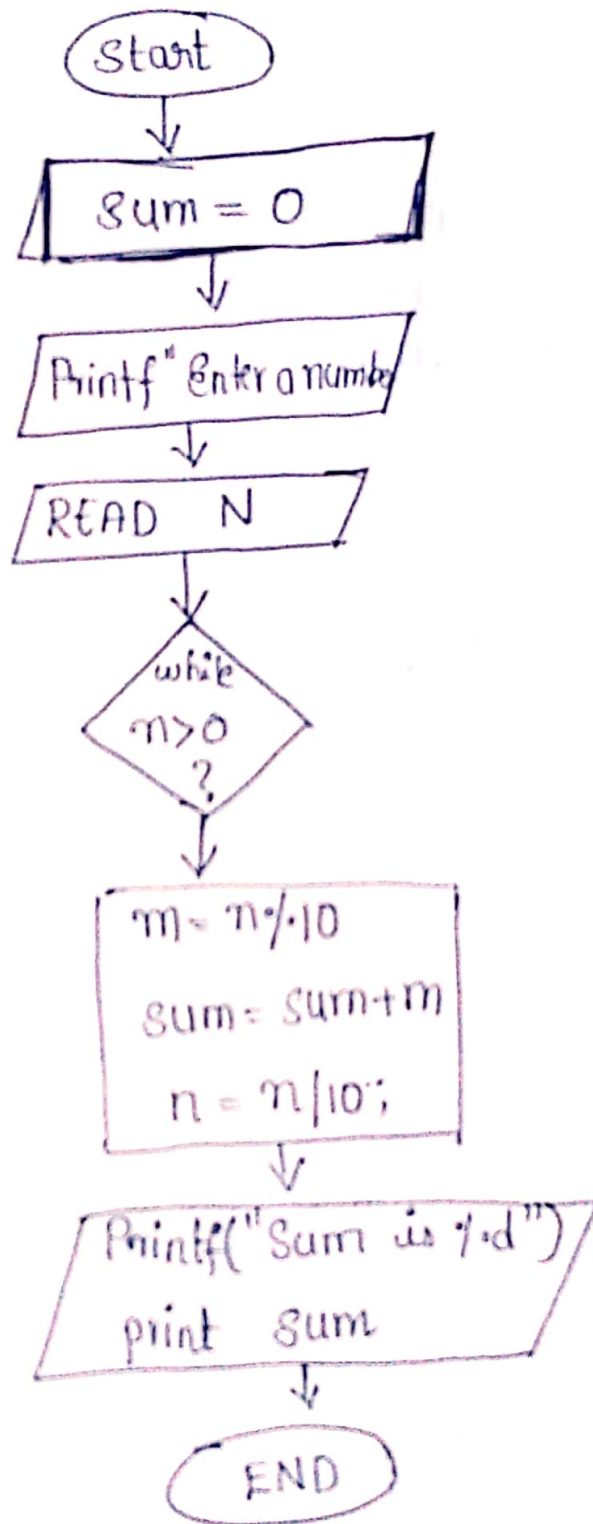 Start
Sum = 0
Printf" Enter a number
READ N
while
n>0
?
m = n%10
sum = sum+m
n = n/10;
Printf("Sum is %d")
print sum
END